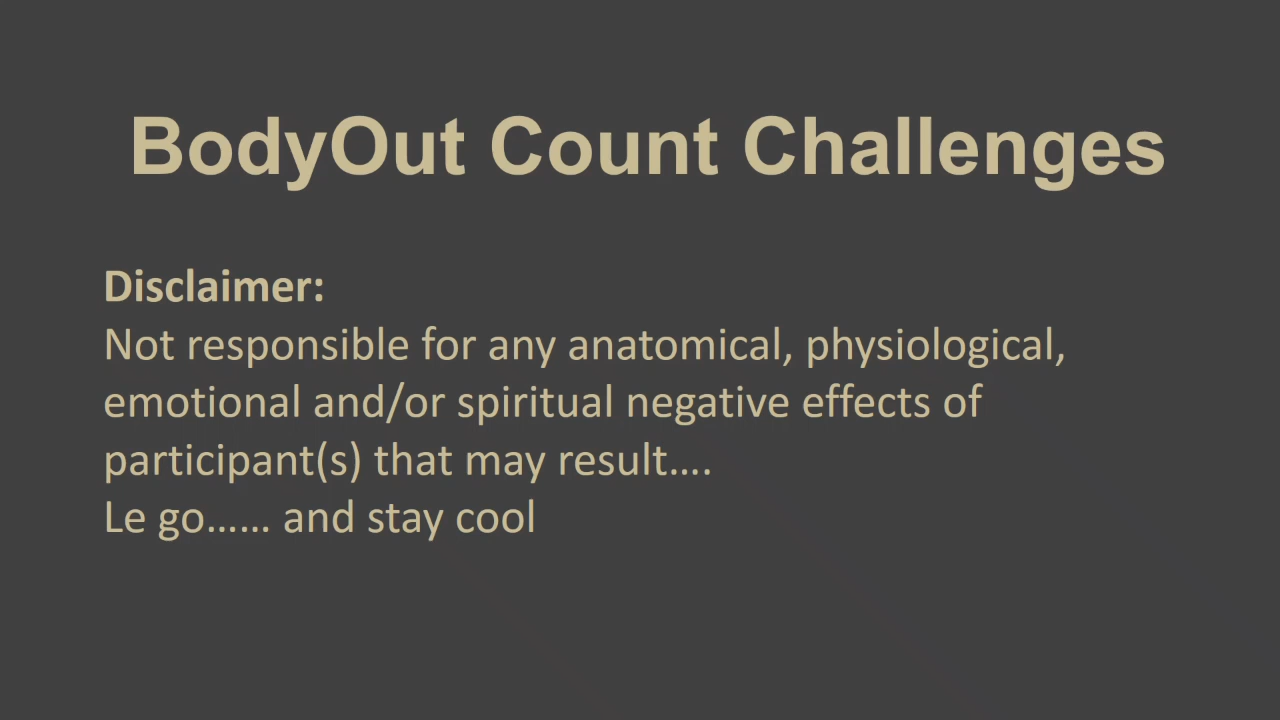 BodyOut Count Challenges
Disclaimer:
Not responsible for any anatomical, physiological,
emotional and/or spiritual negative effects of
participant(s) that may result....
Le go...... and stay cool